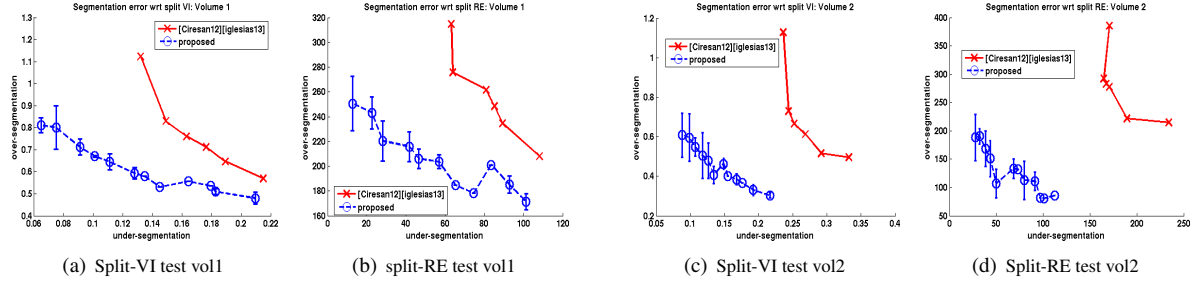 Segmentation error wrt split VI: Volume 1
over-segmentation
1.3
1.2
1.1
1
0.9
0.8
0.7
0.6
0.5
0.4
[Ciresan12][iglesias13]
proposed
0.06 0.08 0.1 0.12 0.14 0.16 0.18 0.2 0.22
under-segmentation
(a) Split-VI test vol1
Segmentation error wrt split RE: Volume 1
over-segmentation
320
300
280
260
240
220
200
180
160
[Ciresan12][iglesias13]
proposed
0 20 40 60 80 100 120
under-segmentation
(b) split-RE test vol1
Segmentation error wrt split VI: Volume 2
over-segmentation
1.2
1
0.8
0.6
0.4
0.2
[Ciresan12][iglesias13]
proposed
0.05 0.1 0.15 0.2 0.25 0.3 0.35 0.4
under-segmentation
(c) Split-VI test vol2
Segmentation error wrt split RE: Volume 2
over-segmentation
400
350
300
250
200
150
100
50
[Ciresan12][iglesias13]
proposed
0 50 100 150 200 250
under-segmentation
(d) Split-RE test vol2